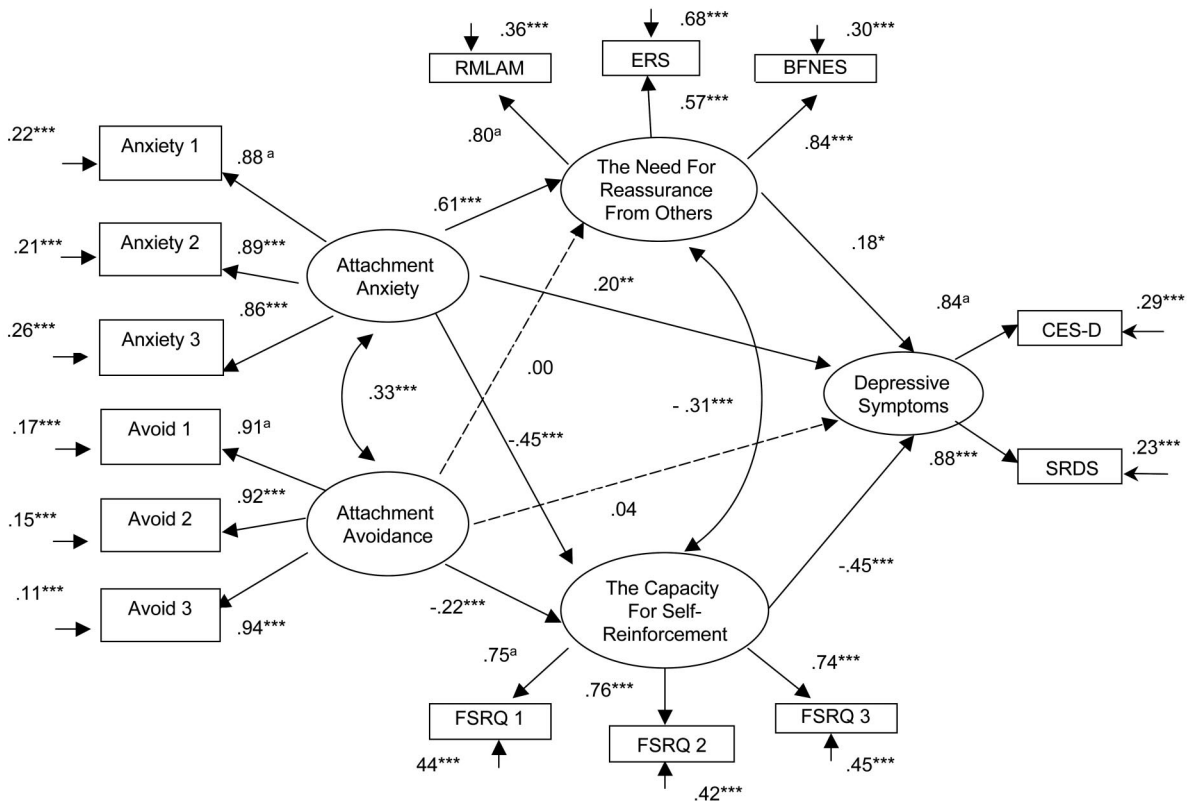 .36***
.68***
.30***
RMLAM
ERS
BFNES
.57***
.80ª
.84***
.22***
Anxiety 1
.88 ª
The Need For
Reassurance
From Others
.61***
.21***
Anxiety 2
.89***
Attachment
Anxiety
.18*
.20**
.26***
Anxiety 3
.86***
.84ª
.29***
CES-D
.33***
.00
- .31***
Depressive
Symptoms
.17***
Avoid 1
.91ª
-.45***
.88***
.23***
SRDS
.15***
Avoid 2
.92***
Attachment
Avoidance
.04
.11***
Avoid 3
.94***
-.22***
The Capacity
For Self-
Reinforcement
-.45***
.75ª
.76***
.74***
FSRQ 1
FSRQ 2
FSRQ 3
44***
.42***
.45***